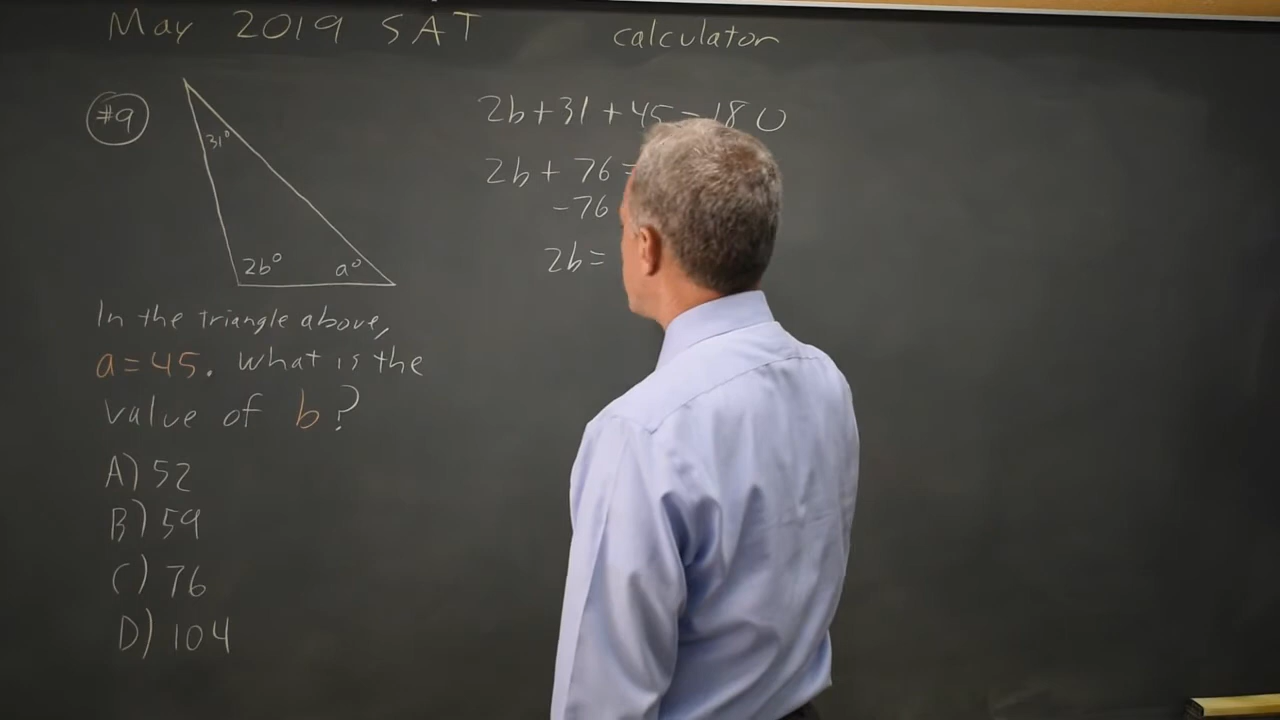 May 2019 SAT calculator
#9
31°
2b° a°
In the triangle above,
a=45. What is the
value of b?
A) 52
B) 59
C) 76
D) 104
2b+31+45=180
2b+76=
-76
2b=